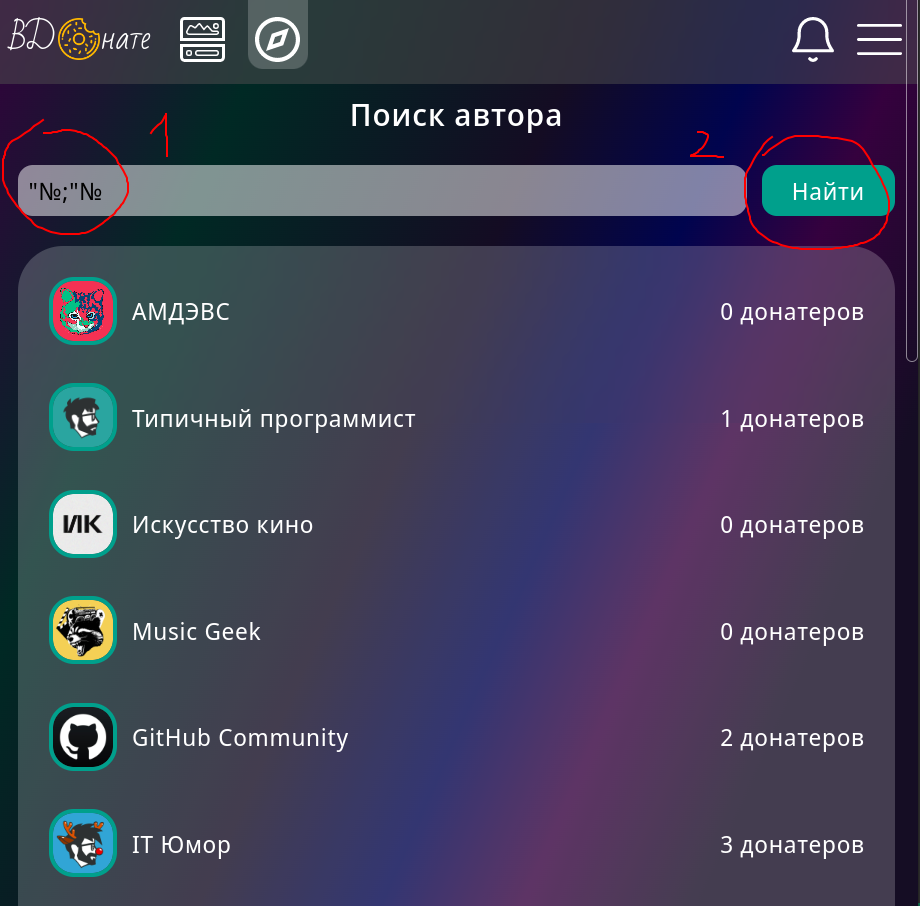 BDонате
Поиск автора
1
2
"№;"№
Найти
АМДЭВС
0 донатеров
Типичный программист
1 донатеров
ИК
Искусство кино
0 донатеров
Music Geek
0 донатеров
GitHub Community
2 донатеров
IT Юмор
3 донатеров